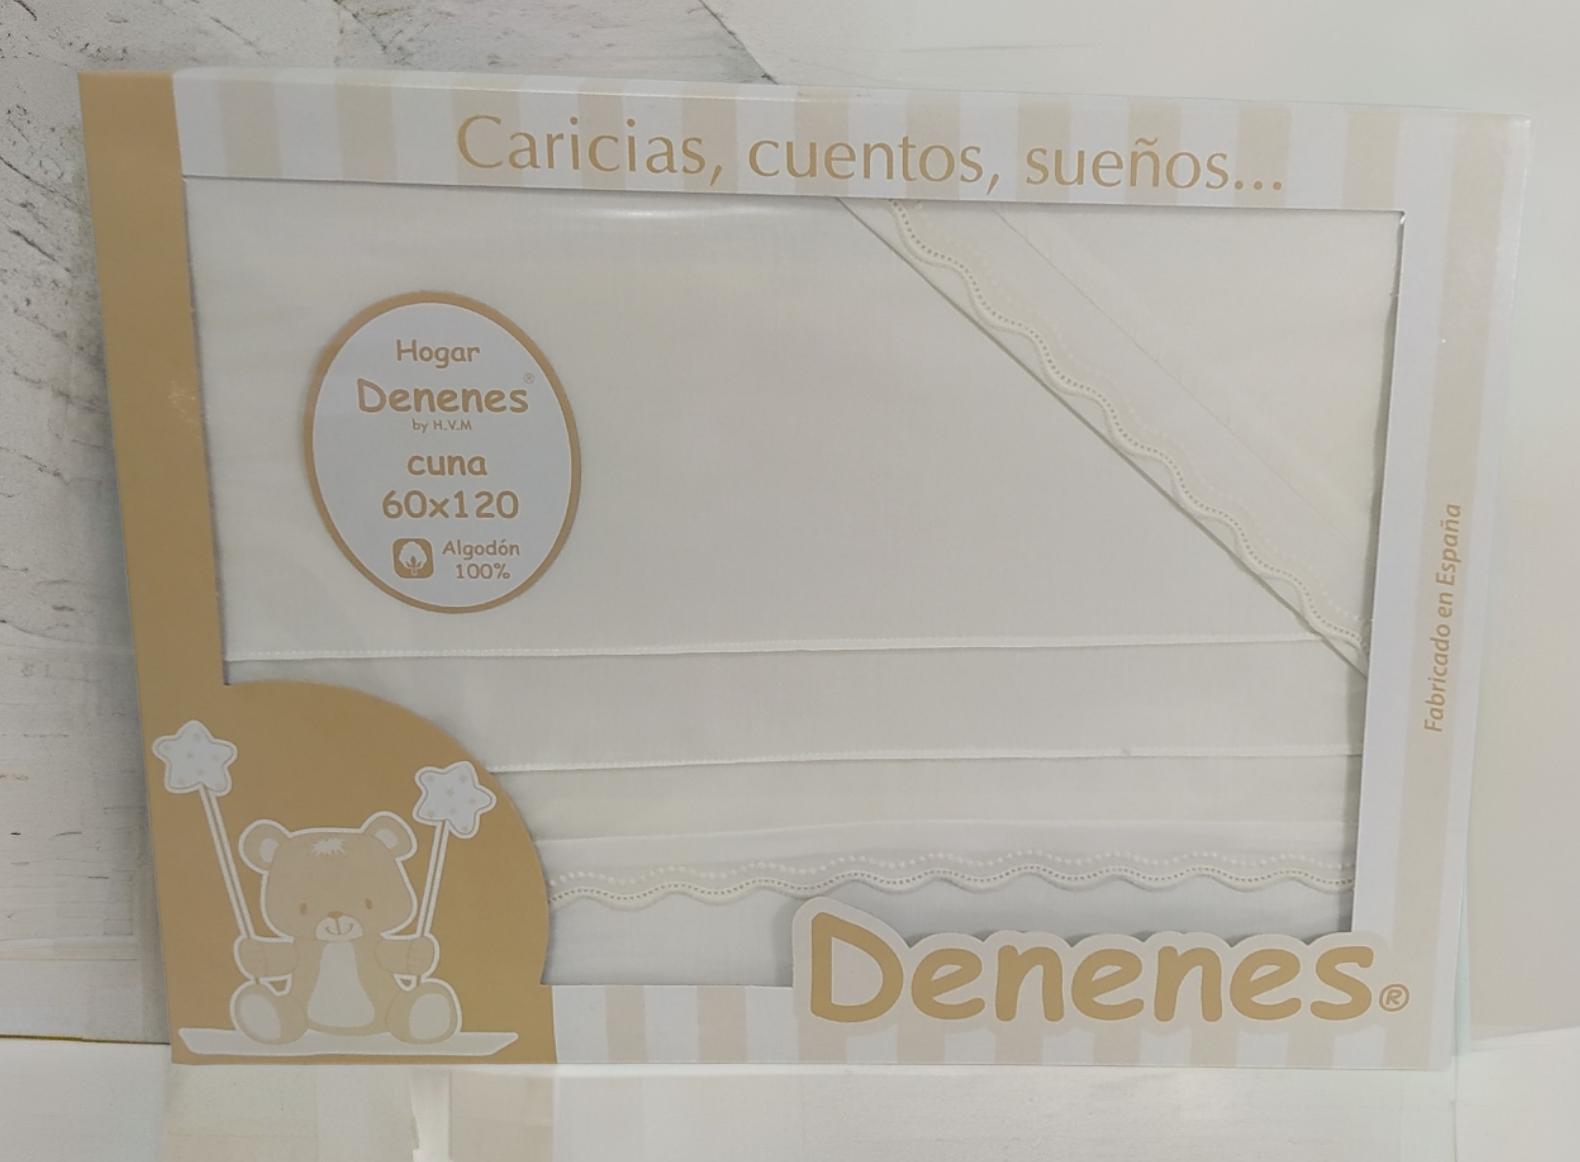 Caricias, cuentos, sueños...
Hogar
Denenes®
by H.V.M
cuna
60x120
Algodón
100%
Fabricado en España
Denenes®